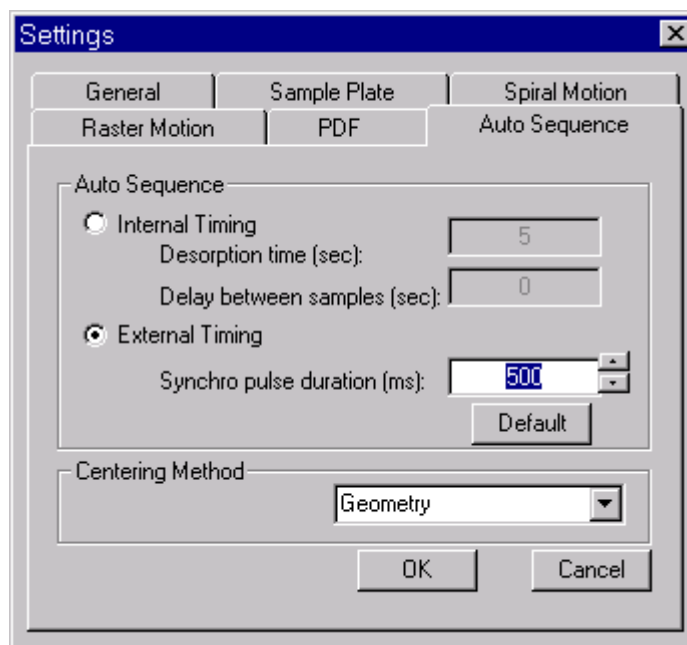 Settings
General Sample Plate Spiral Motion
Raster Motion PDF Auto Sequence
Auto Sequence
Internal Timing
Desorption time (sec): 5
Delay between samples (sec): 0
External Timing
Synchro pulse duration (ms): 500
Default
Centering Method
Geometry
OK Cancel